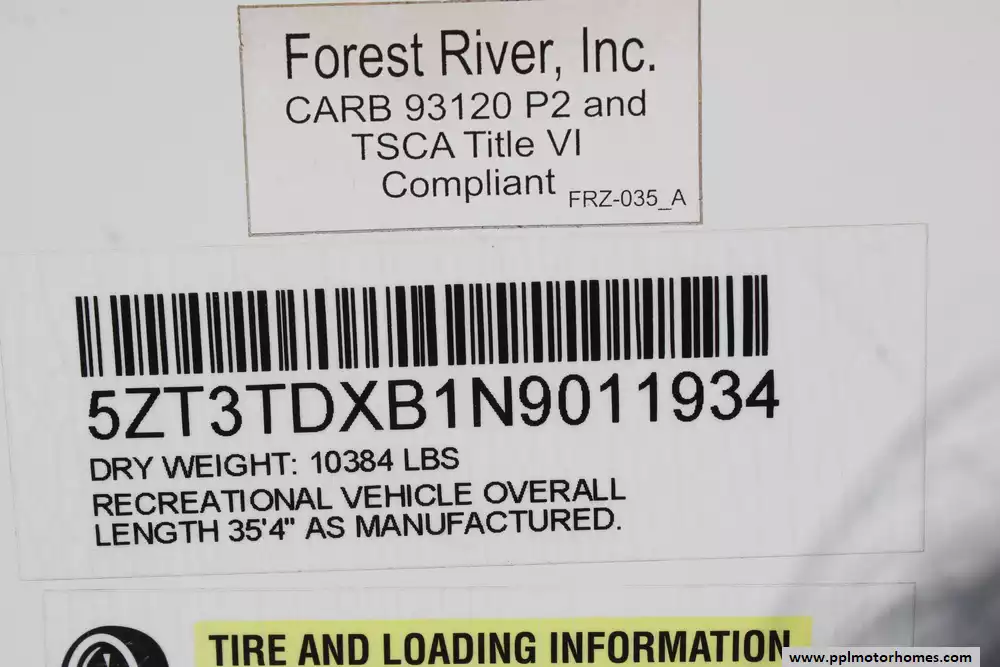 Forest River, Inc.
CARB 93120 P2 and
TSCA Title VI
Compliant FRZ-035_A
5ZT3TDXB1N9011934
DRY WEIGHT: 10384 LBS
RECREATIONAL VEHICLE OVERALL
LENGTH 35'4" AS MANUFACTURED.
TIRE AND LOADING INFORMATION
www.pplmotorhomes.com